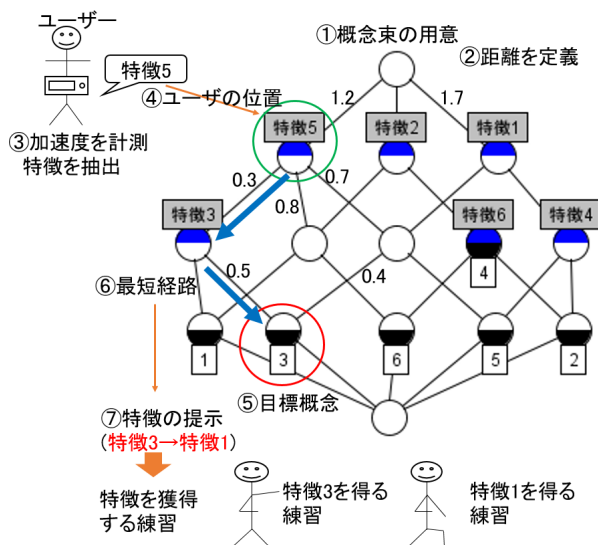 ユーザー
①概念束の用意
②距離を定義
特徴5
④ユーザの位置
1.2
1.7
③加速度を計測
特徴を抽出
特徴5
特徴2
特徴1
0.3
0.7
0.8
特徴3
特徴6
特徴4
4
0.5
0.4
⑥最短経路
1
3
6
5
2
⑤目標概念
⑦特徴の提示
(特徴3→特徴1)
特徴を獲得
する練習
特徴3を得る
練習
特徴1を得る
練習